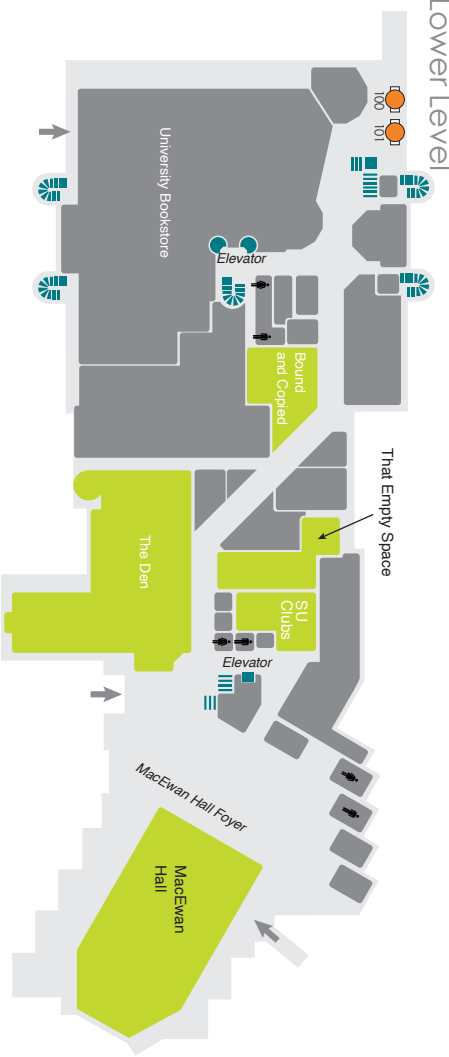 Lower Level
100
101
University Bookstore
Elevator
Bound
and Copied
That Empty Space
The Den
SU
Clubs
Elevator
MacEwan Hall Foyer
MacEwan
Hall